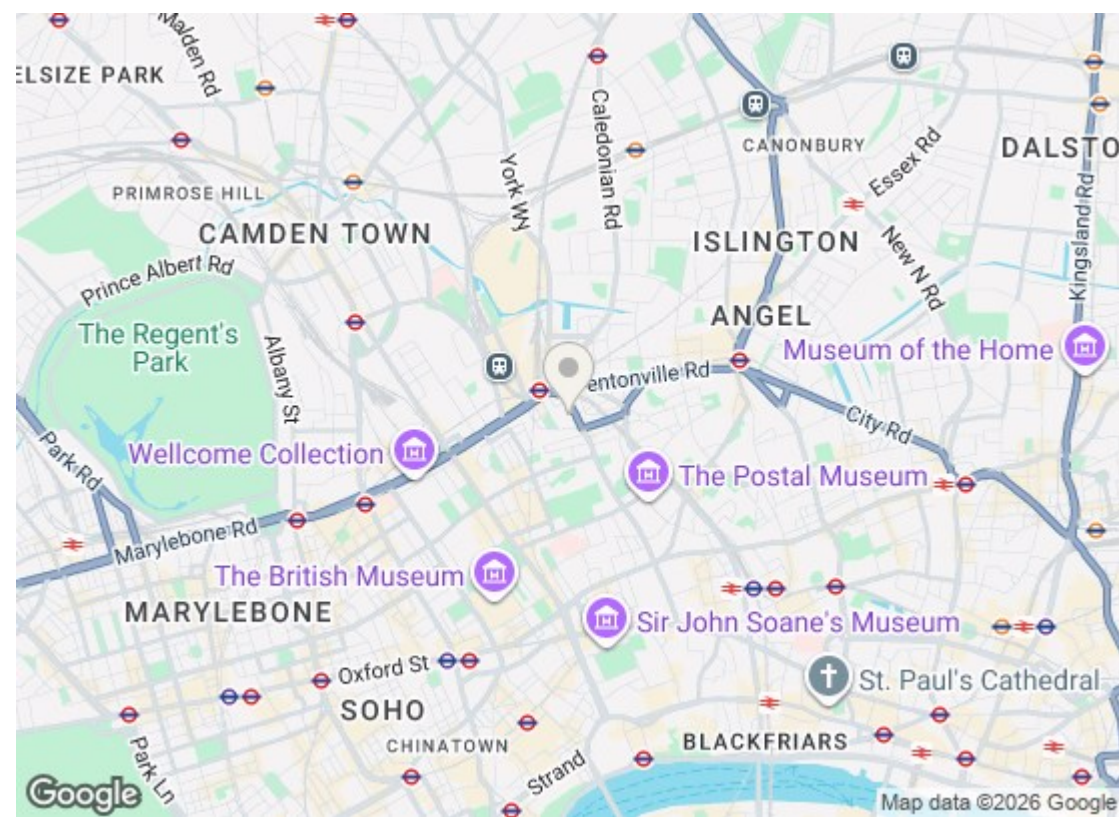 Malden Rd
ELSIZE PARK
Caledonian Rd
CANONBURY
Essex Rd
DALSTO
PRIMROSE HILL
York Wy
CAMDEN TOWN
ISLINGTON
New N Rd
Kingsland Rd
Prince Albert Rd
ANGEL
The Regent's
Park
Albany St
Museum of the Home
entonville Rd
City Rd
Park Rd
Wellcome Collection
The Postal Museum
Marylebone Rd
The British Museum
MARYLEBONE
Sir John Soane's Museum
Oxford St
St. Paul's Cathedral
SOHO
CHINATOWN
BLACKFRIARS
Park Ln
Strand
Google
Map data ©2026 Google